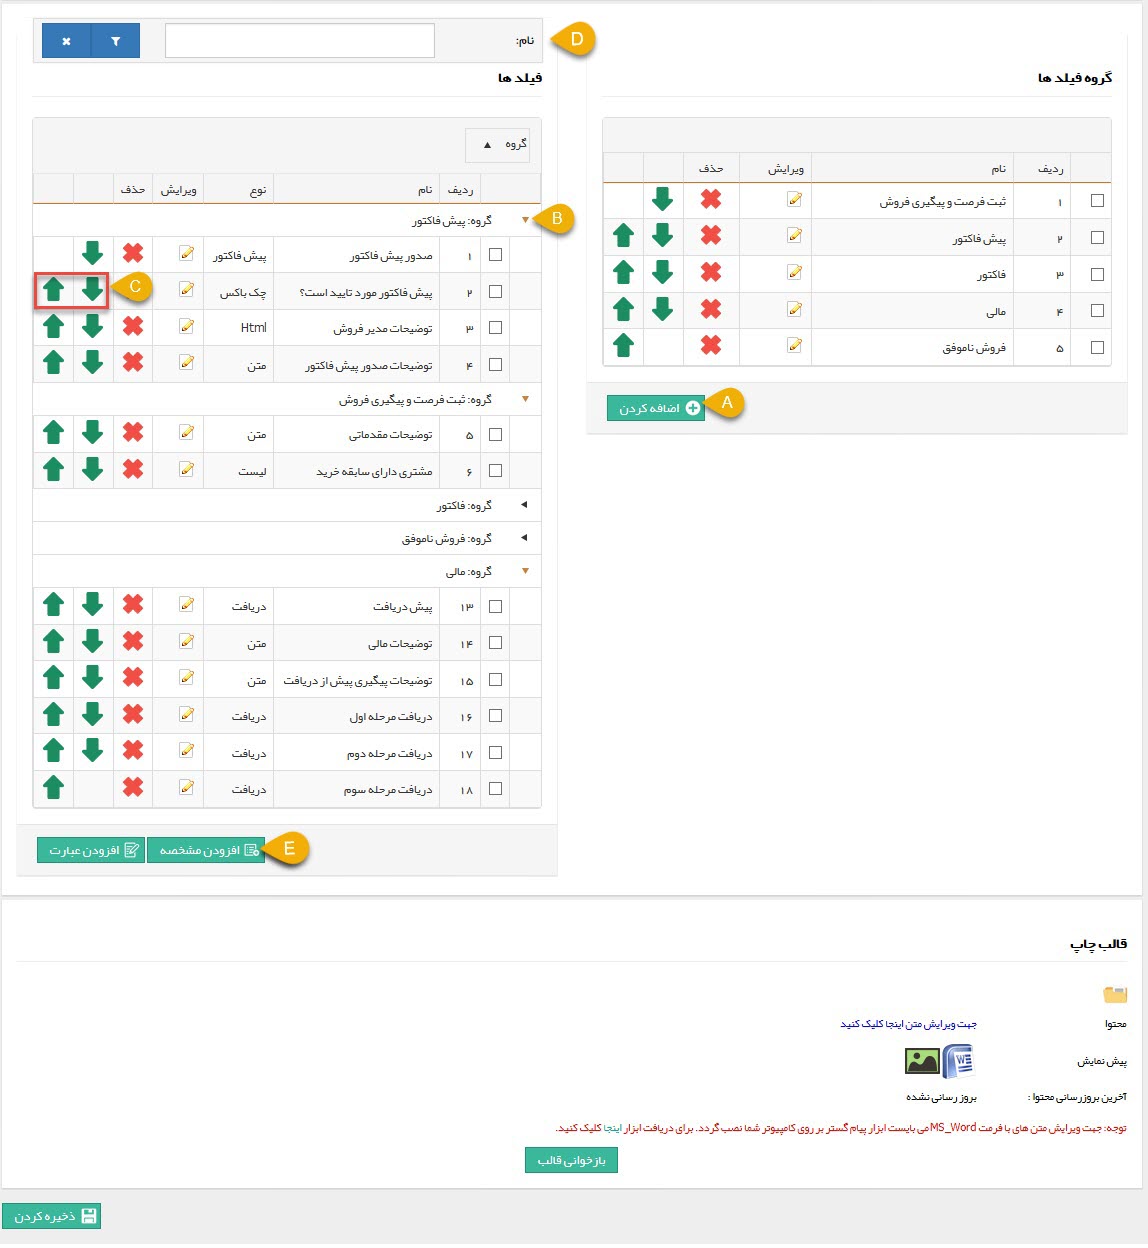 نام:
D
گروه فیلد ها
ردیف نام ویرایش حذف
۱ ثبت فرصت و پیگیری فروش
۲ پیش فاکتور
۳ فاکتور
۴ مالی
۵ فروش ناموفق
اضافه کردن
A
فیلد ها
گروه ▲
ردیف نام نوع ویرایش حذف
گروه: پیش فاکتور
B
۱ صدور پیش فاکتور پیش فاکتور
۲ پیش فاکتور مورد تایید است؟ چک باکس
C
۳ توضیحات مدیر فروش Html
۴ توضیحات صدور پیش فاکتور متن
گروه: ثبت فرصت و پیگیری فروش
۵ توضیحات مقدماتی متن
۶ مشتری دارای سابقه خرید لیست
گروه: فاکتور
گروه: فروش ناموفق
گروه: مالی
۱۳ پیش دریافت دریافت
۱۴ توضیحات مالی متن
۱۵ توضیحات پیگیری پیش از دریافت متن
۱۶ دریافت مرحله اول دریافت
۱۷ دریافت مرحله دوم دریافت
۱۸ دریافت مرحله سوم دریافت
E
افزودن مشخصه افزودن عبارت
قالب چاپ
محتوا جهت ویرایش متن اینجا کلیک کنید
پیش نمایش
آخرین بروزرسانی محتوا : بروز رسانی نشده
توجه: جهت ویرایش متن های با فرمت MS_Word می بایست ابزار پیام گستر بر روی کامپیوتر شما نصب گردد. برای دریافت ابزار اینجا کلیک کنید.
بازخوانی قالب
ذخیره کردن